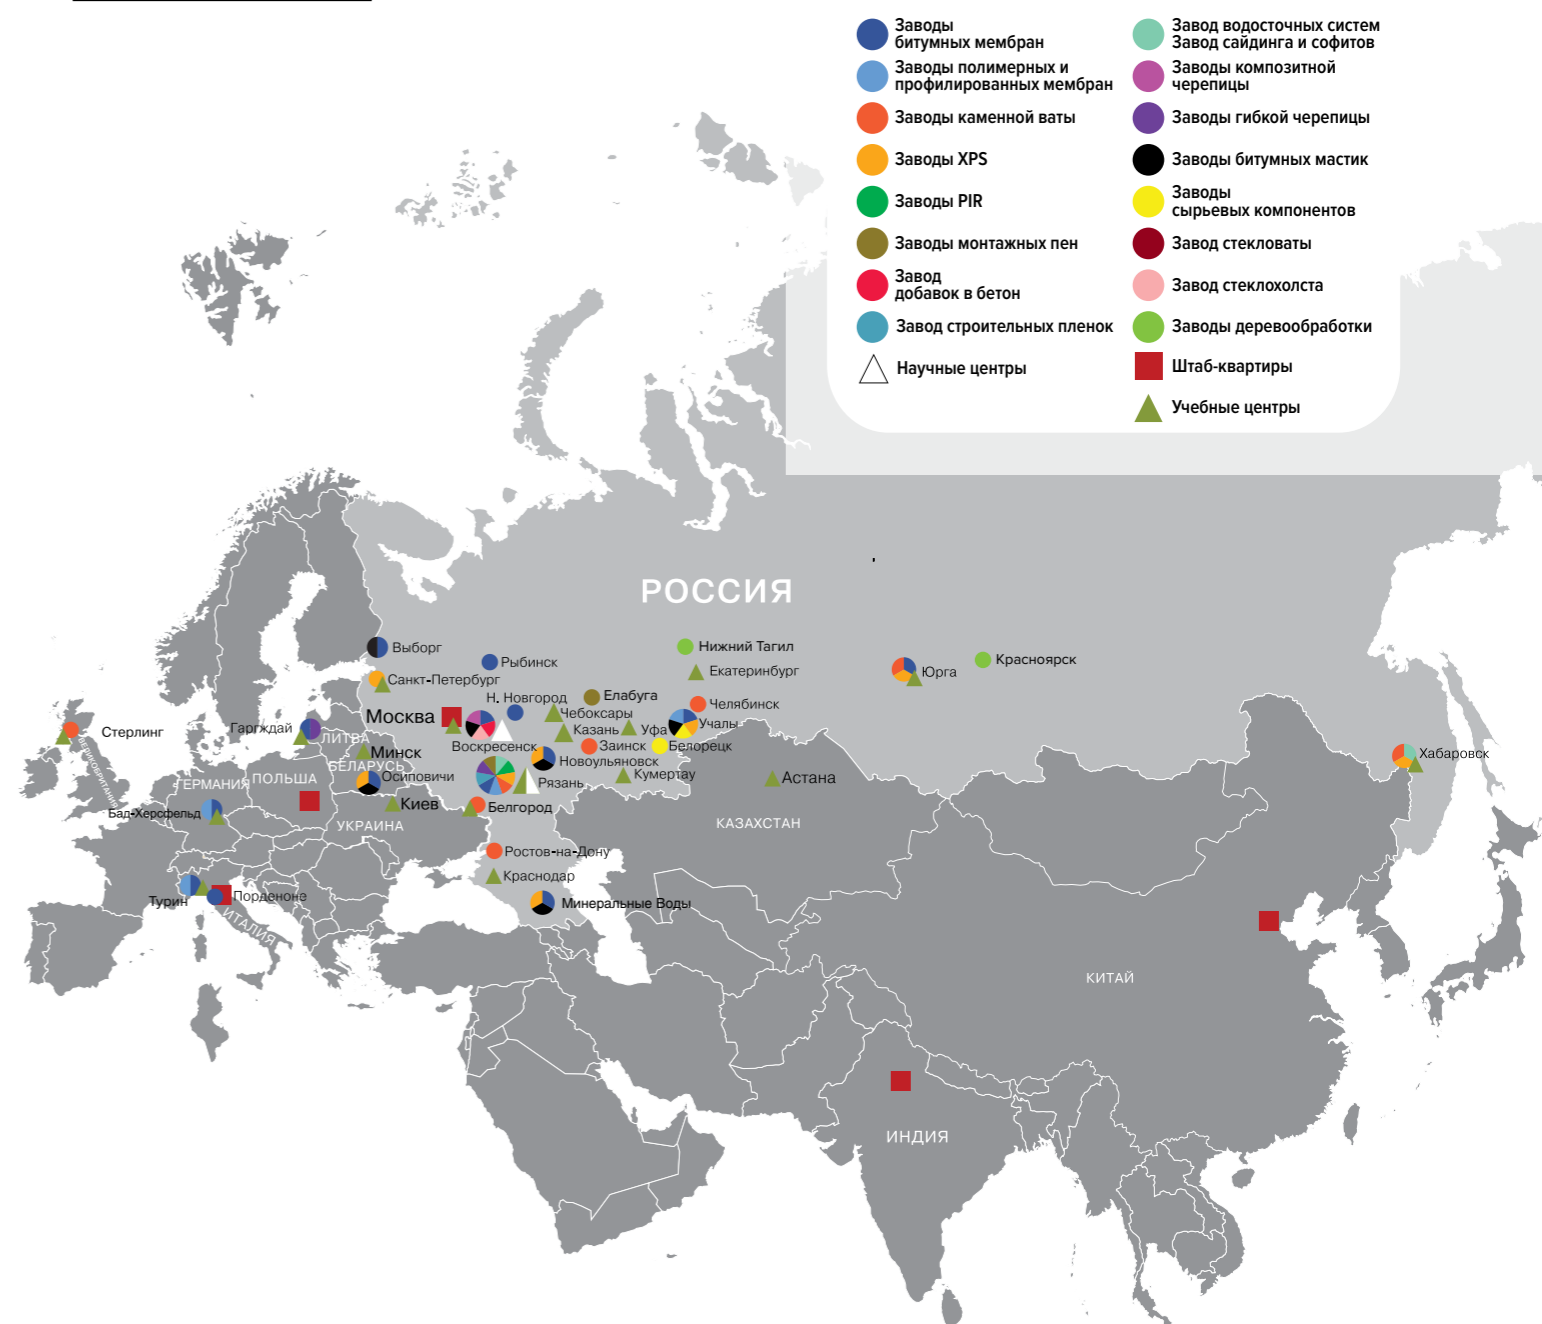 Заводы
битумных мембран
Заводы полимерных и
профилированных мембран
Заводы каменной ваты
Заводы XPS
Заводы PIR
Заводы монтажных пен
Завод
добавок в бетон
Завод строительных пленок
Научные центры
Завод водосточных систем
Завод сайдинга и софитов
Заводы композитной
черепицы
Заводы гибкой черепицы
Заводы битумных мастик
Заводы
сырьевых компонентов
Завод стекловаты
Завод стеклохолста
Заводы деревообработки
Штаб-квартиры
Учебные центры
РОССИЯ
Выборг
Рыбинск
Нижний Тагил
Красноярск
Санкт-Петербург
Екатеринбург
Юрга
Н. Новгород
Елабуга
Челябинск
Москва
Чебоксары
Гаргждай
Стерлинг
Казань
Уфа
Учалы
ЛИТВА
Воскресенск
Заинск
Белорецк
Минск
Хабаровск
ВЕЛИКОБРИТАНИЯ
БЕЛАРУСЬ
Новоульяновск
ГЕРМАНИЯ
ПОЛЬША
Осиповичи
Рязань
Кумертау
Астана
Бад-Херсфельд
Киев
Белгород
УКРАИНА
КАЗАХСТАН
Ростов-на-Дону
Краснодар
Турин
Порденоне
Минеральные Воды
ИТАЛИЯ
КИТАЙ
ИНДИЯ